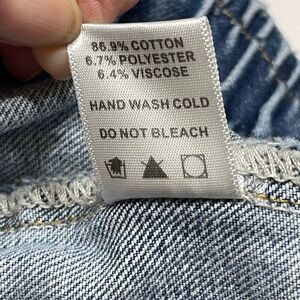 86.9% COTTON
6.7% POLYESTER
6.4% VISCOSE
HAND WASH COLD
DO NOT BLEACH